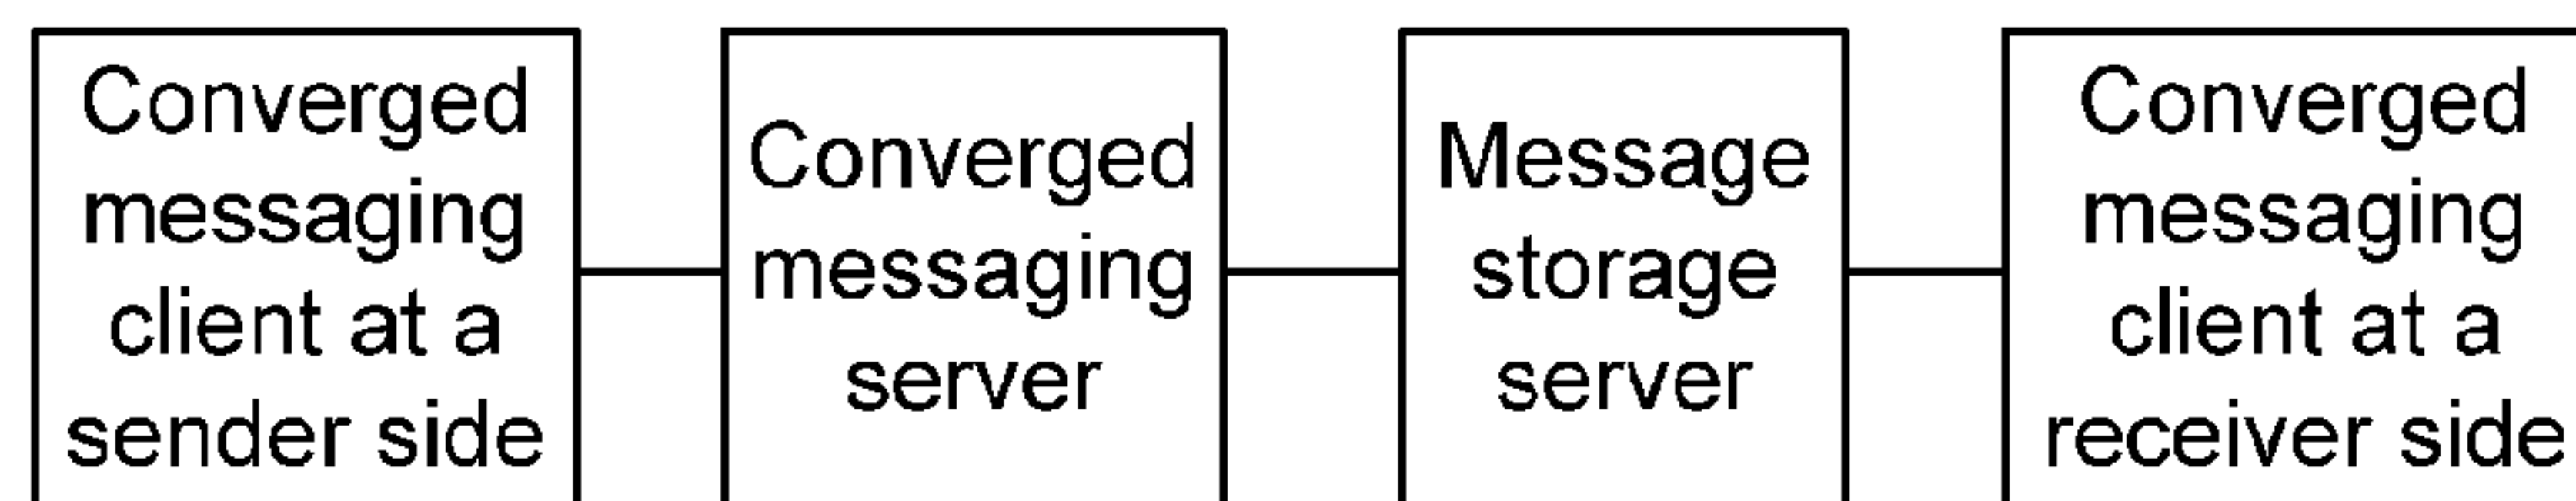 Converged
messaging
client at a
sender side
Converged
messaging
server
Message
storage
server
Converged
messaging
client at a
receiver side